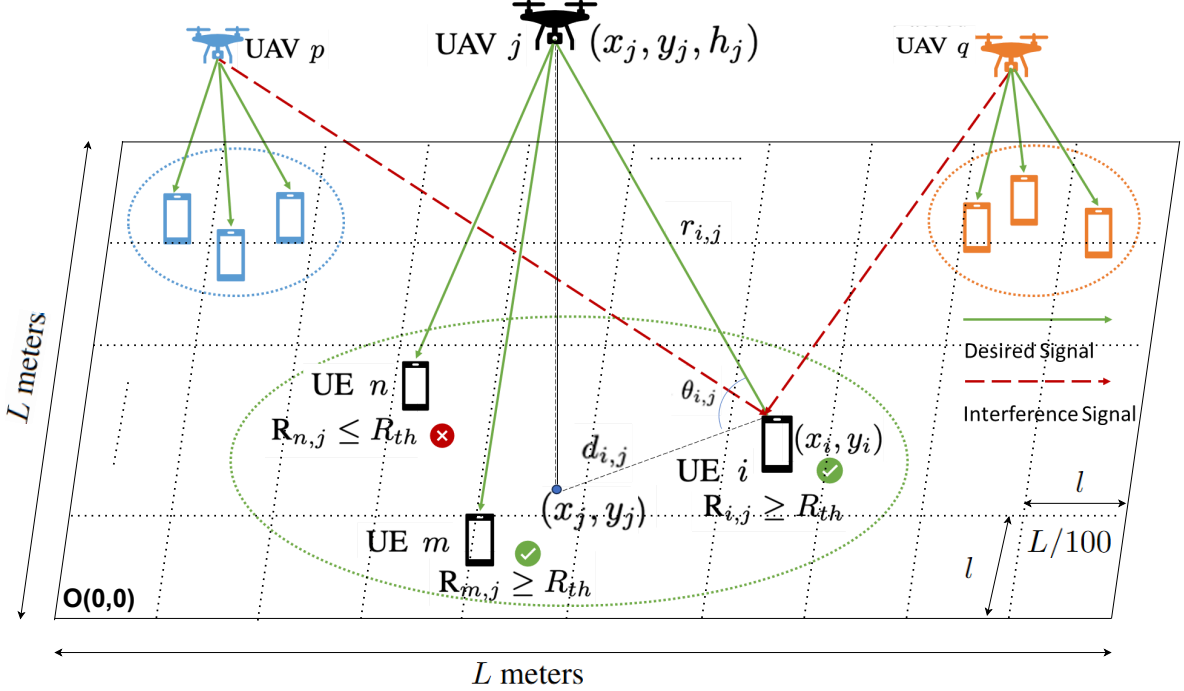 UAV p
UAV j
(x_j, y_j, h_j)
UAV q
r_{i,j}
L meters
Desired Signal
UE n
θ_{i,j}
R_{n,j} ≤ R_{th}
Interference Signal
d_{i,j}
(x_i, y_i)
UE i
(x_j, y_j)
R_{i,j} ≥ R_{th}
l
UE m
L/100
l
R_{m,j} ≥ R_{th}
O(0,0)
L meters